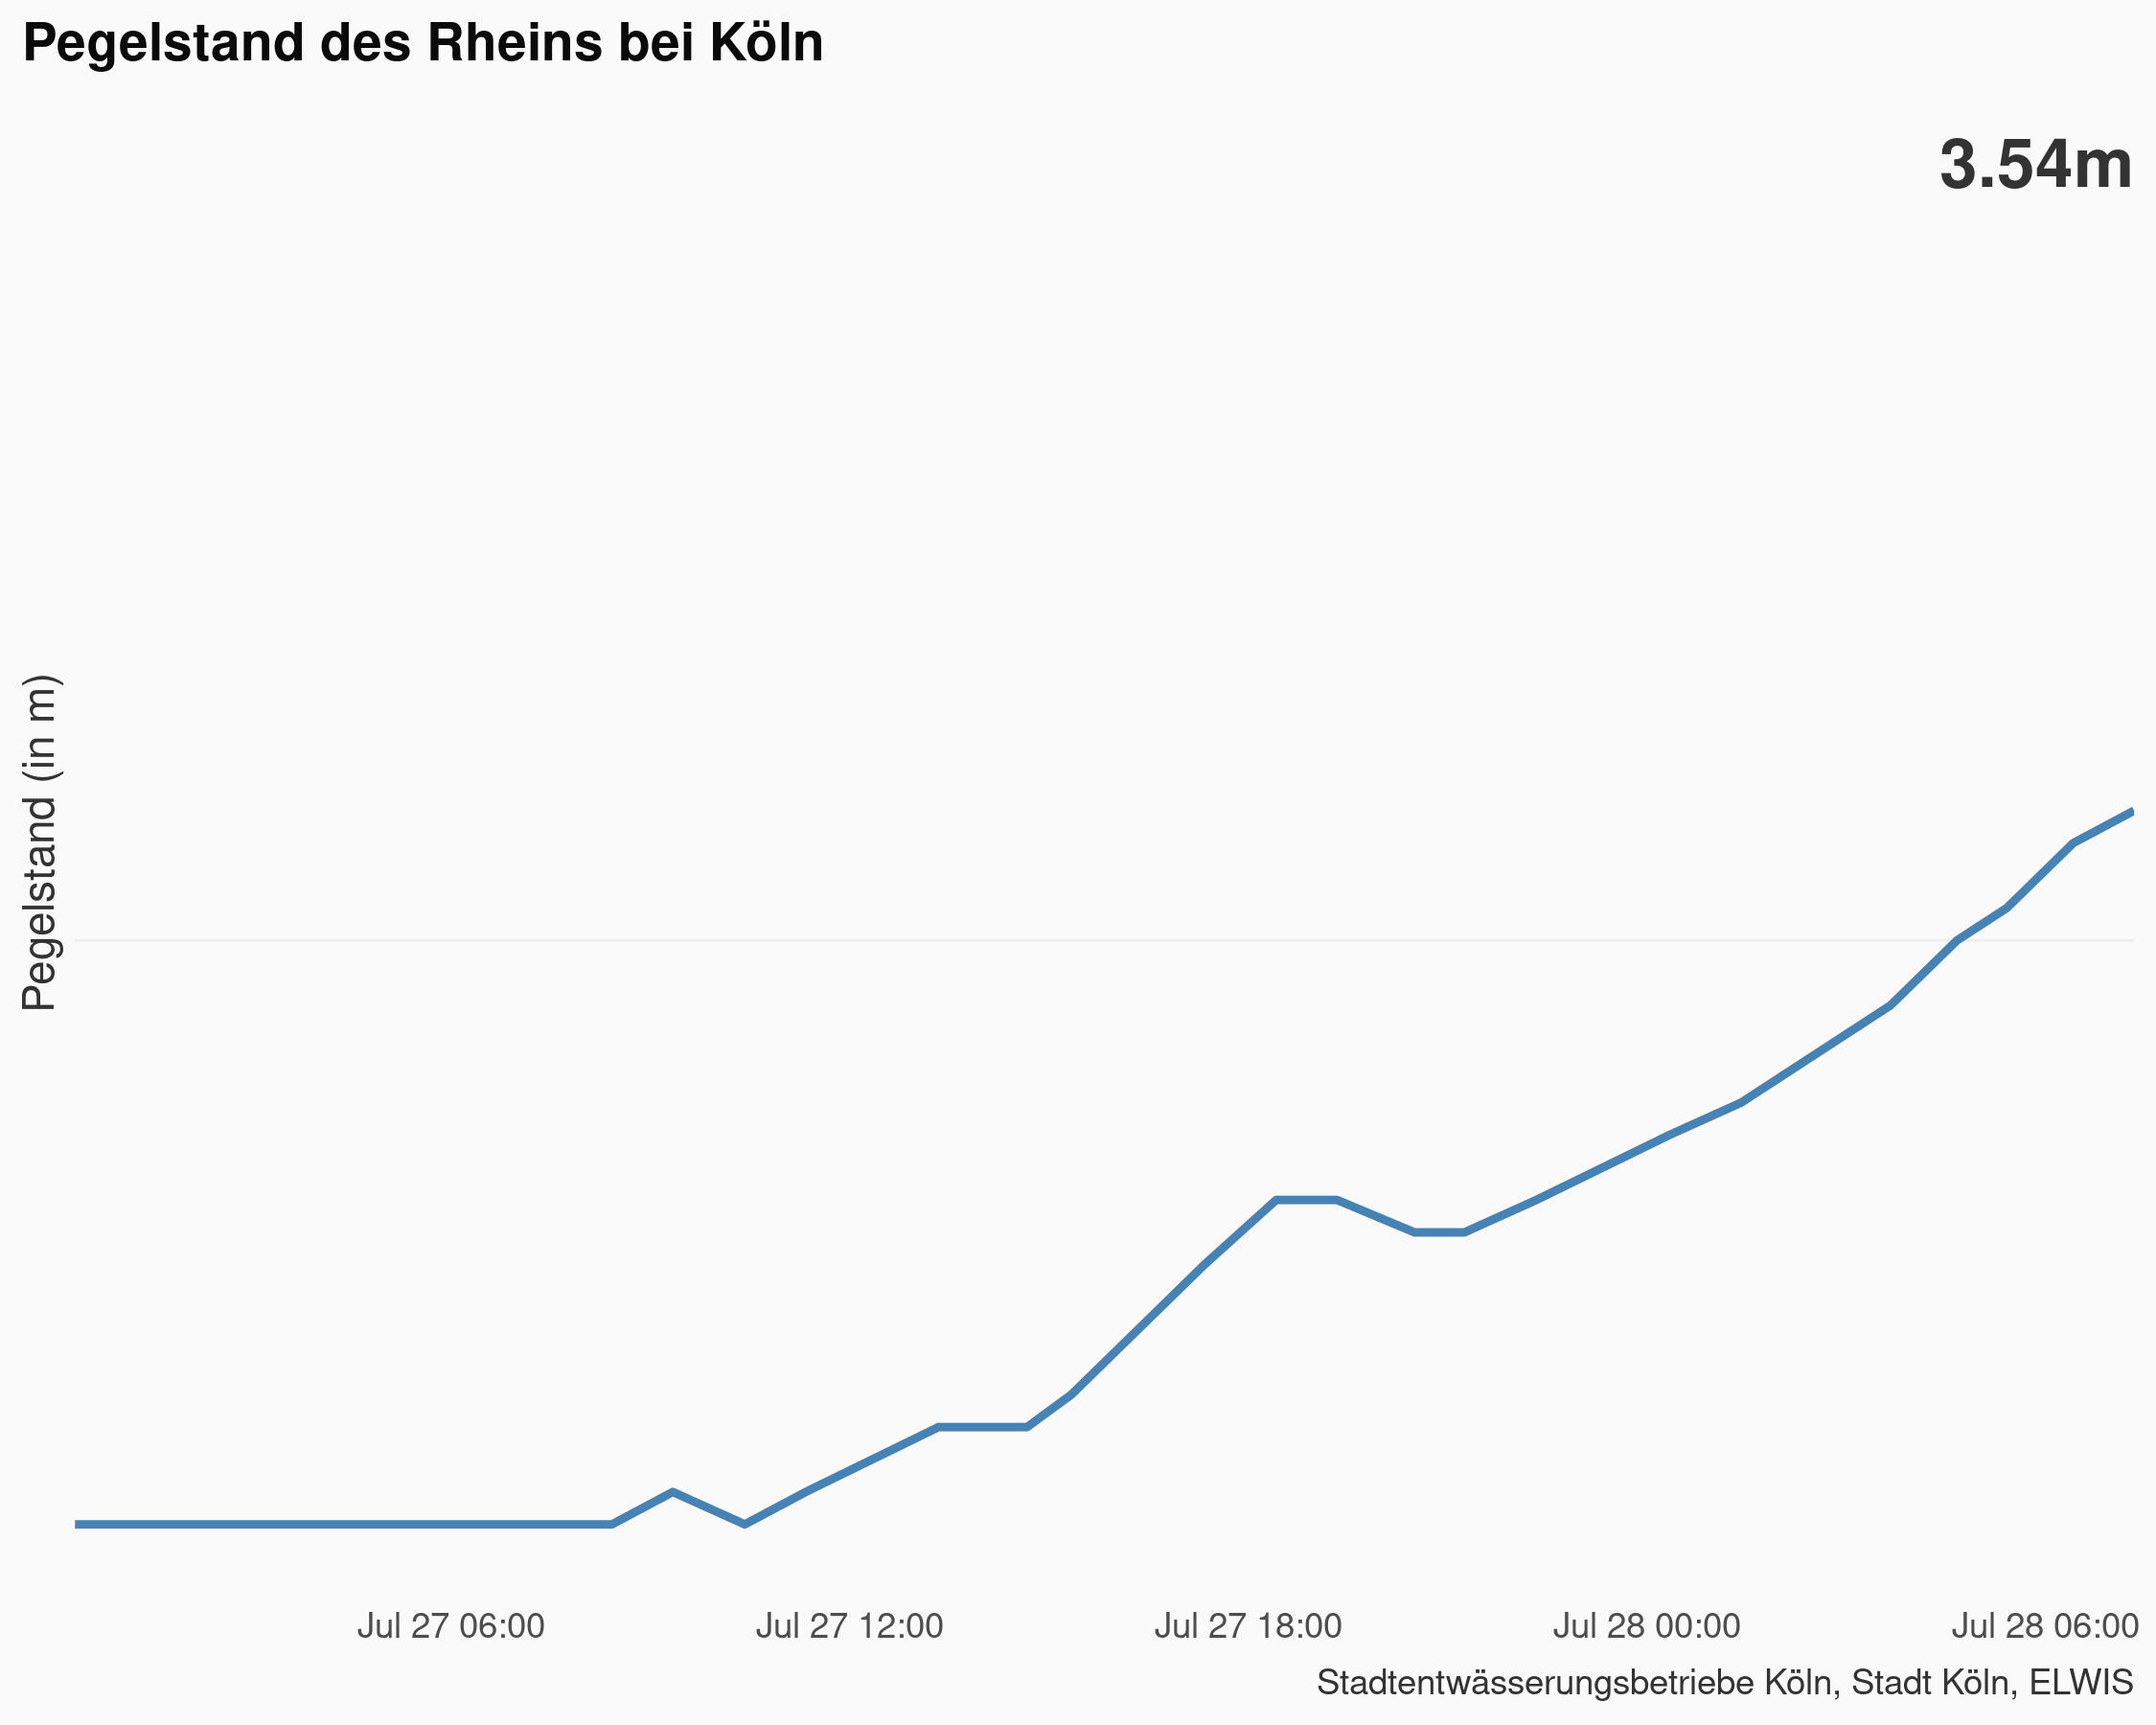 Pegelstand des Rheins bei Köln
3.54m
Pegelstand (in m)
Jul 27 06:00
Jul 27 12:00
Jul 27 18:00
Jul 28 00:00
Jul 28 06:00
Stadtentwässerungsbetriebe Köln, Stadt Köln, ELWIS